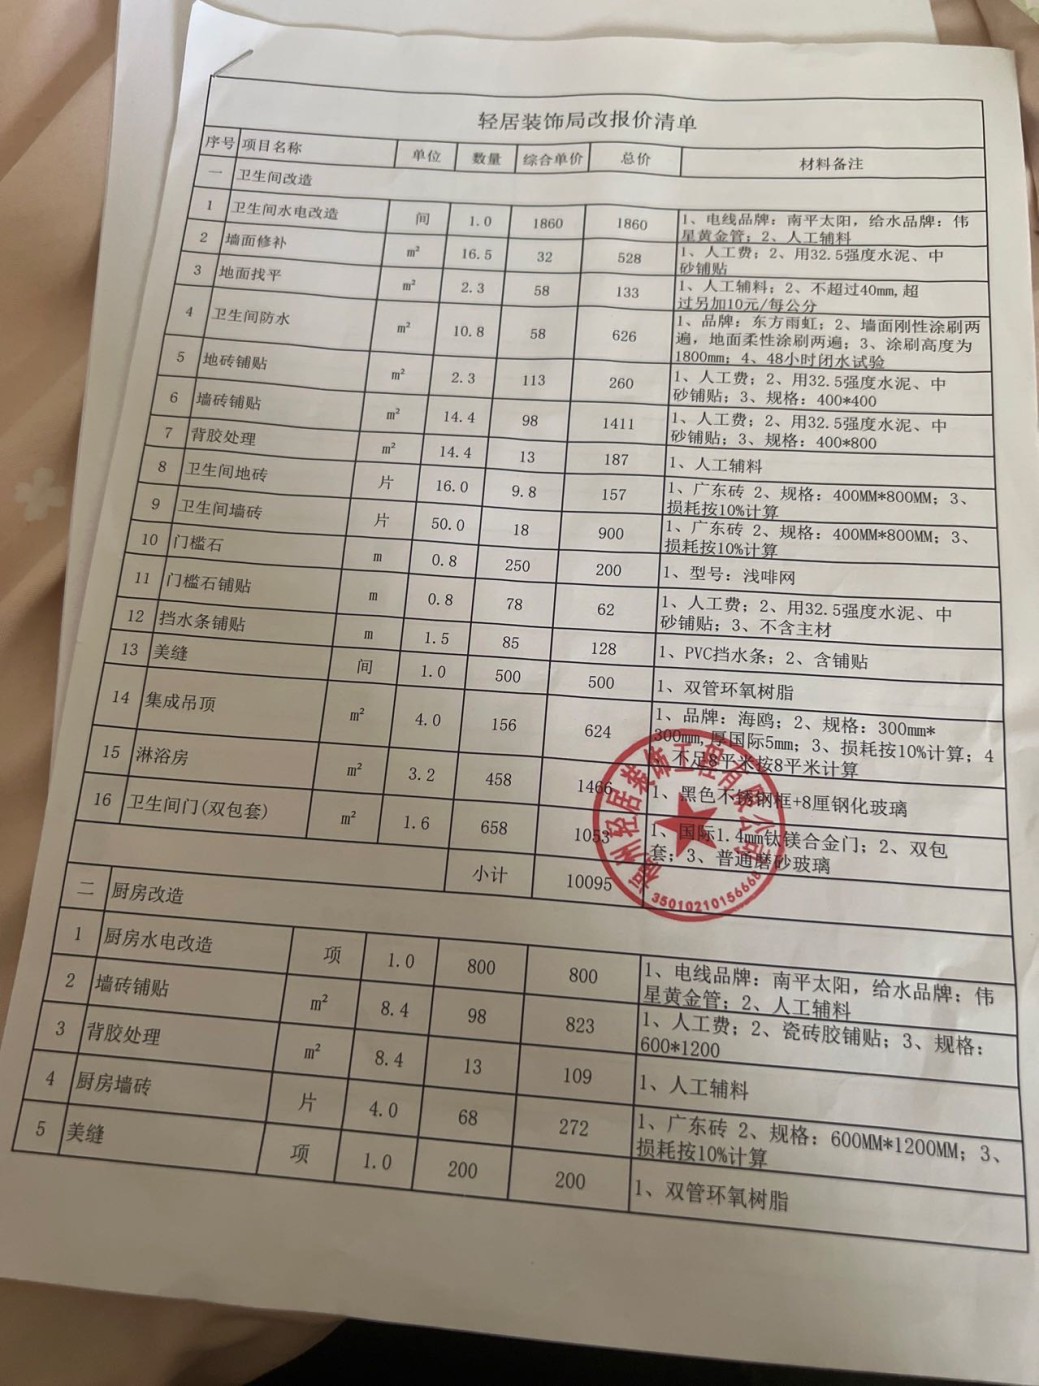 轻居装饰局改报价清单
序号 项目名称 单位 数量 综合单价 总价 材料备注
一 卫生间改造
1 卫生间水电改造 间 1.0 1860 1860 1、电线品牌：南平太阳，给水品牌：伟
星黄金管；2、人工辅料
2 墙面修补 m² 16.5 32 528 1、人工费；2、用32.5强度水泥、中
砂铺贴
3 地面找平 m² 2.3 58 133 1、人工辅料；2、不超过40mm,超
过另加10元/每公分
4 卫生间防水 m² 10.8 58 626 1、品牌：东方雨虹；2、墙面刚性涂刷两
遍，地面柔性涂刷两遍；3、涂刷高度为
1800mm；4、48小时闭水试验
5 地砖铺贴 m² 2.3 113 260 1、人工费；2、用32.5强度水泥、中
砂铺贴；3、规格：400*400
6 墙砖铺贴 m² 14.4 98 1411 1、人工费；2、用32.5强度水泥、中
砂铺贴；3、规格：400*800
7 背胶处理 m² 14.4 13 187 1、人工辅料
8 卫生间地砖 片 16.0 9.8 157 1、广东砖 2、规格：400MM*800MM；3、
损耗按10%计算
9 卫生间墙砖 片 50.0 18 900 1、广东砖 2、规格：400MM*800MM；3、
损耗按10%计算
10 门槛石 m 0.8 250 200 1、型号：浅啡网
11 门槛石铺贴 m 0.8 78 62 1、人工费；2、用32.5强度水泥、中
砂铺贴；3、不含主材
12 挡水条铺贴 m 1.5 85 128 1、PVC挡水条；2、含铺贴
13 美缝 间 1.0 500 500 1、双管环氧树脂
14 集成吊顶 m² 4.0 156 624 1、品牌：海鸥；2、规格：300mm*
300mm,厚国际5mm；3、损耗按10%计算；4
、不足8平米按8平米计算
15 淋浴房 m² 3.2 458 1466 1、黑色不锈钢框+8厘钢化玻璃
16 卫生间门(双包套) m² 1.6 658 1053 1、国际1.4mm钛镁合金门；2、双包
套；3、普通磨砂玻璃
小计 10095
福州轻居装饰工程有限公司
35010210156668
二 厨房改造
1 厨房水电改造 项 1.0 800 800 1、电线品牌：南平太阳，给水品牌：伟
星黄金管；2、人工辅料
2 墙砖铺贴 m² 8.4 98 823 1、人工费；2、瓷砖胶铺贴；3、规格：
600*1200
3 背胶处理 m² 8.4 13 109 1、人工辅料
4 厨房墙砖 片 4.0 68 272 1、广东砖 2、规格：600MM*1200MM；3、
损耗按10%计算
5 美缝 项 1.0 200 200 1、双管环氧树脂